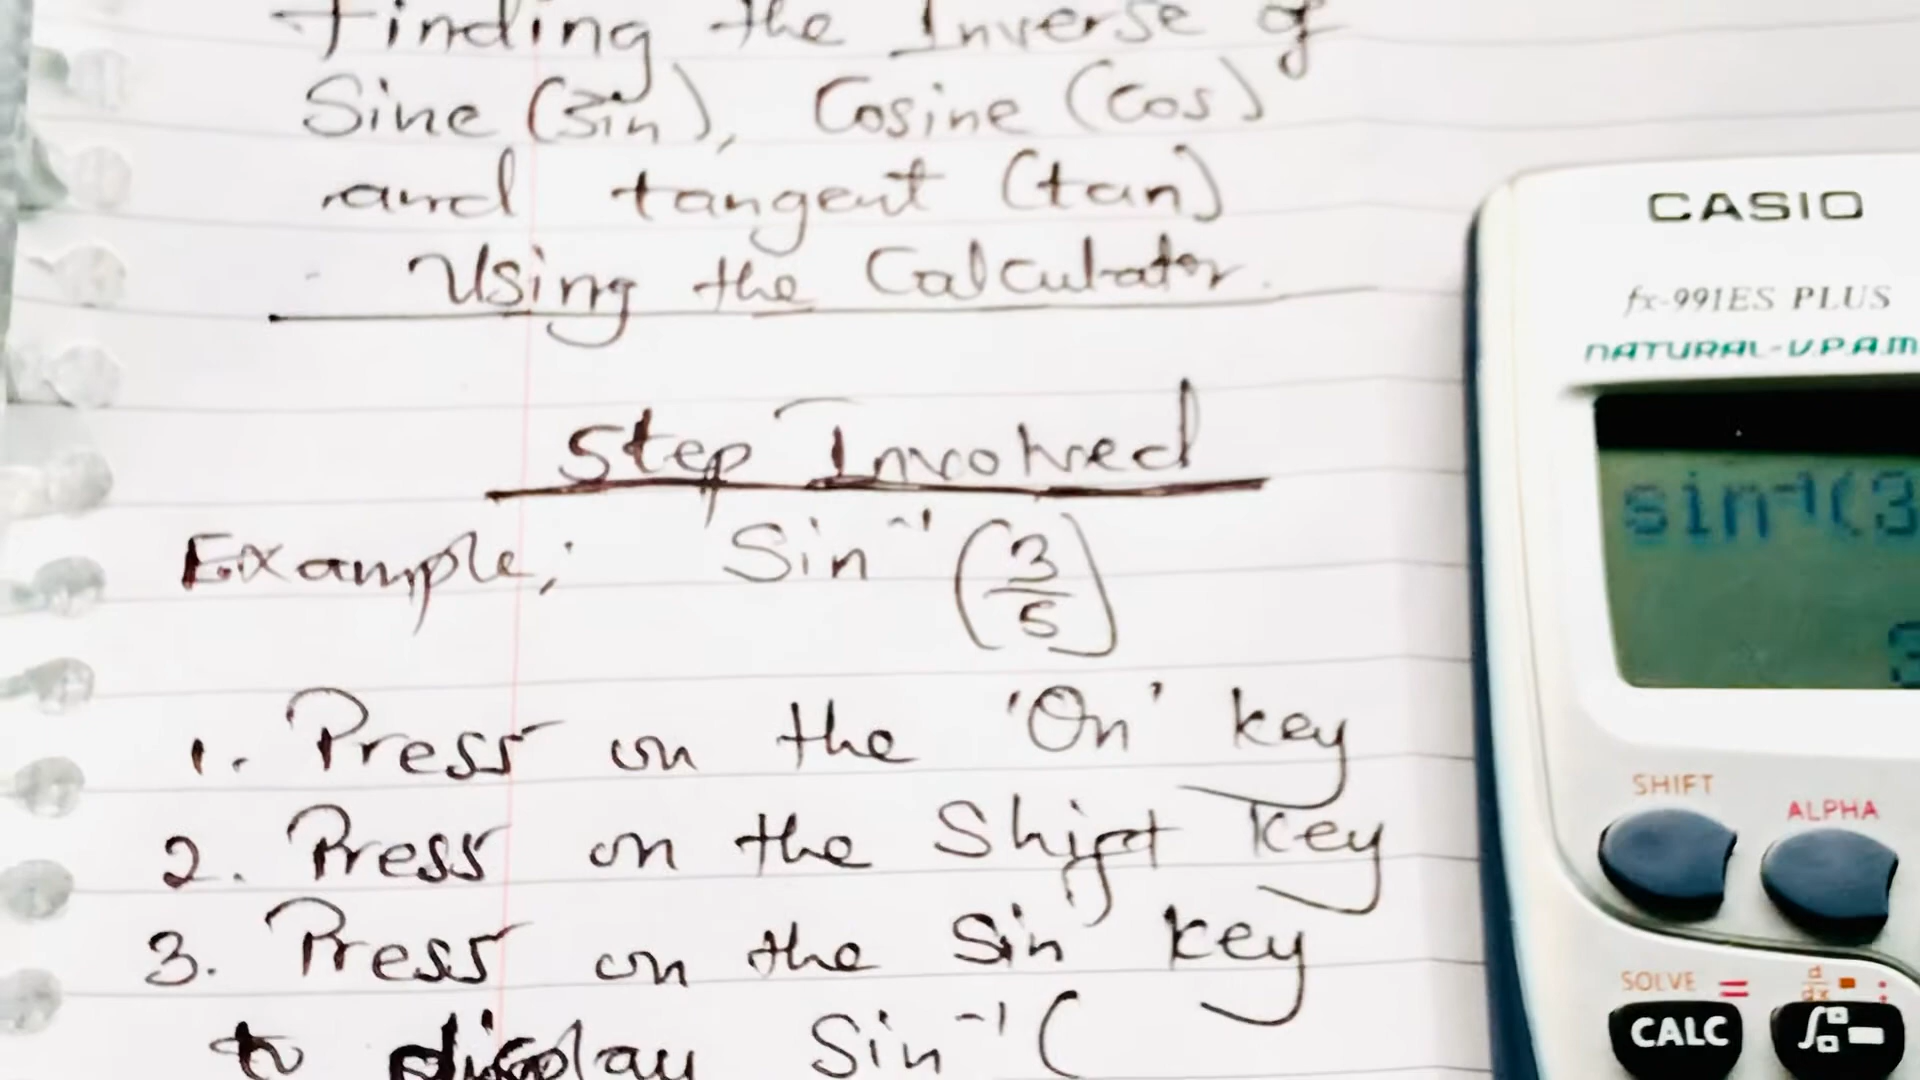 Finding the Inverse of
Sine (Sin), Cosine (Cos)
and tangent (tan)
Using the Calculator.
Step Involved
Example; Sin⁻¹ (3/5)
1. Press on the 'On' key
2. Press on the Shift key
3. Press on the Sin key
to display Sin⁻¹(
CASIO
fx-991ES PLUS
NATURAL-V.P.A.M
sin⁻¹(3
3
SHIFT
ALPHA
SOLVE =
d/dx :
CALC
∫